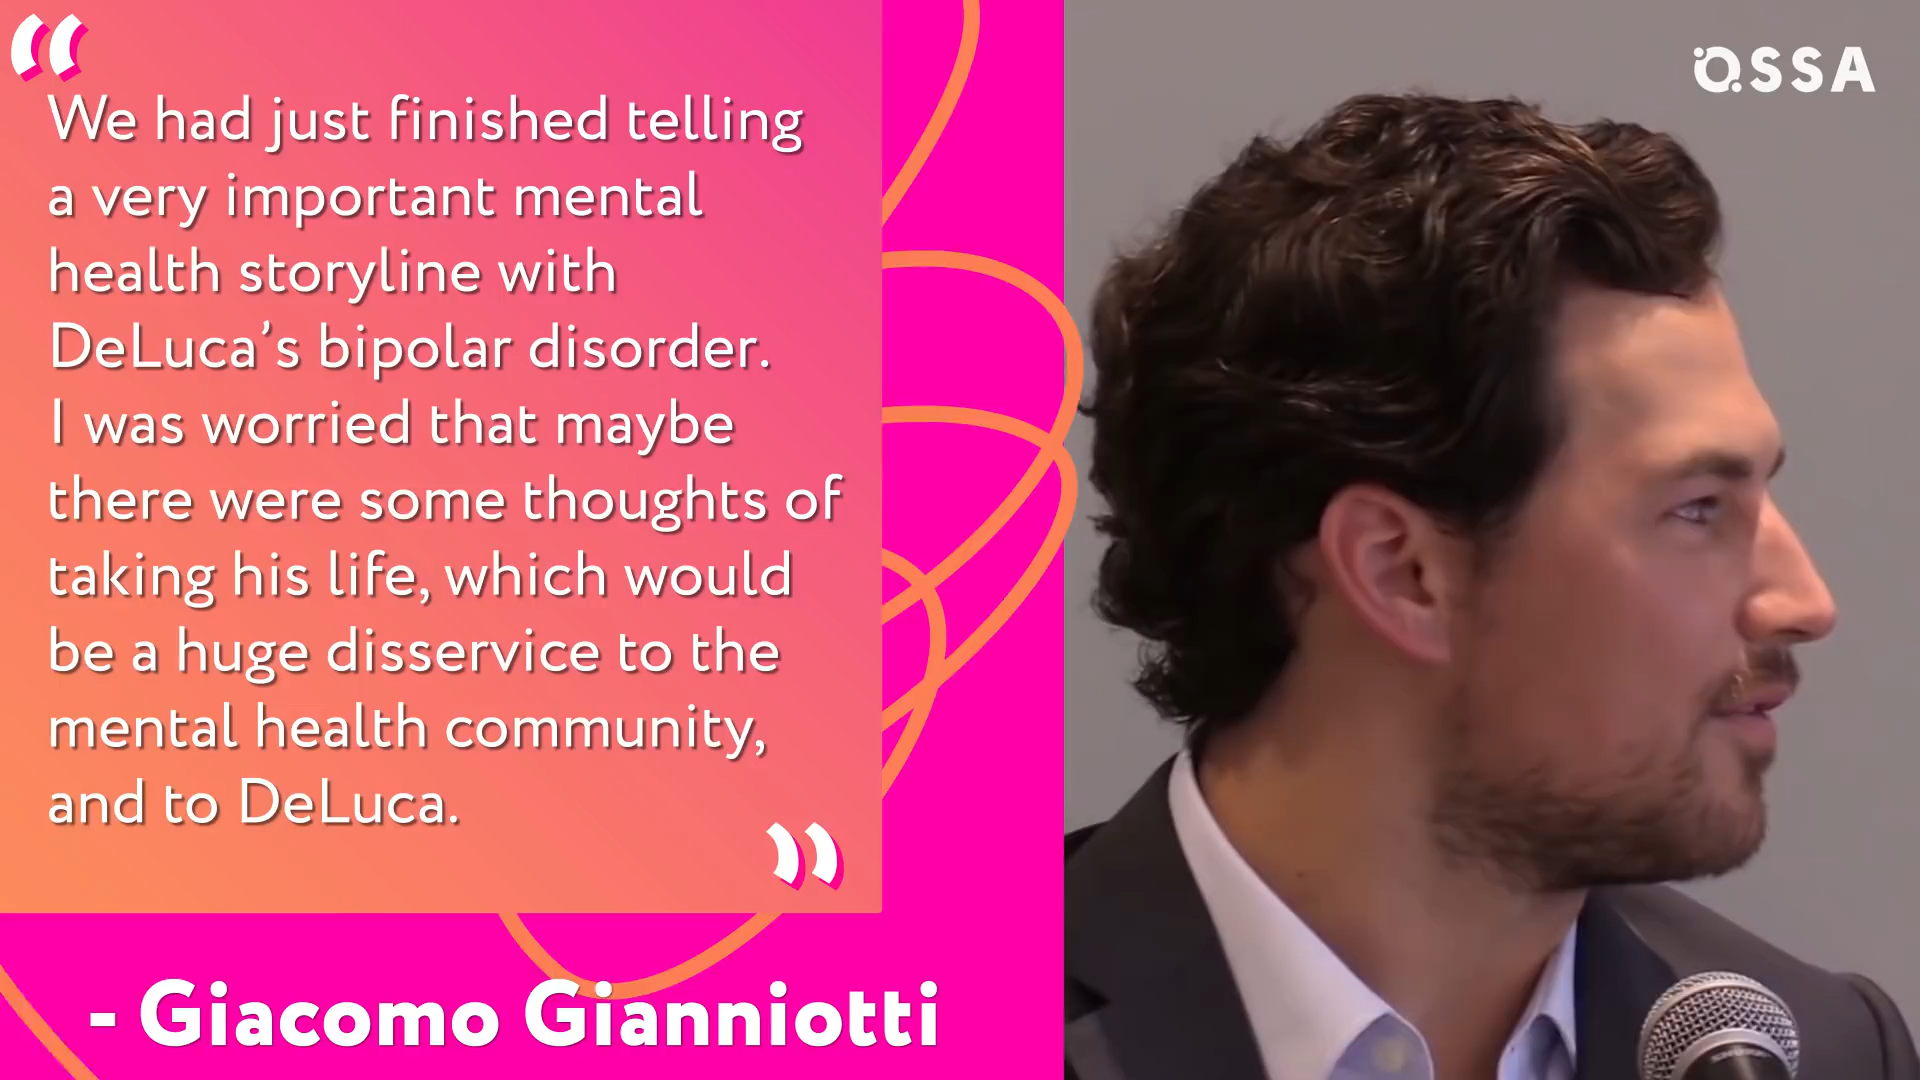 “
We had just finished telling
a very important mental
health storyline with
DeLuca’s bipolar disorder.
I was worried that maybe
there were some thoughts of
taking his life, which would
be a huge disservice to the
mental health community,
and to DeLuca.
”
- Giacomo Gianniotti
OSSA